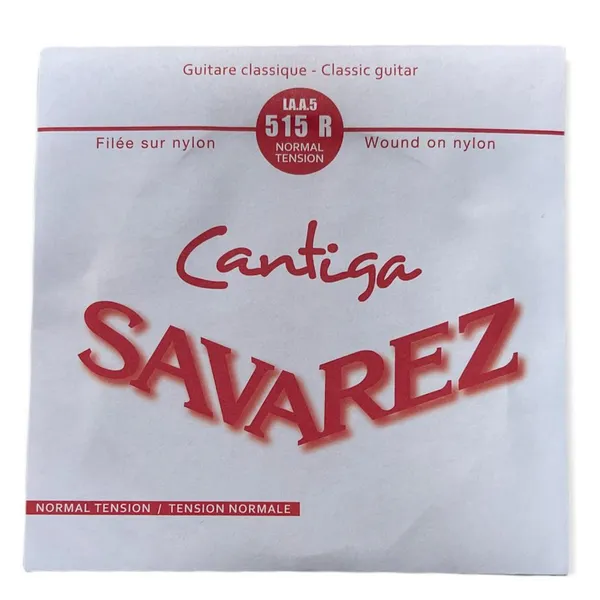 Guitare classique - Classic guitar
LA.A.5
515 R
NORMAL
TENSION
Filée sur nylon
Wound on nylon
Cantiga
SAVAREZ
NORMAL TENSION / TENSION NORMALE